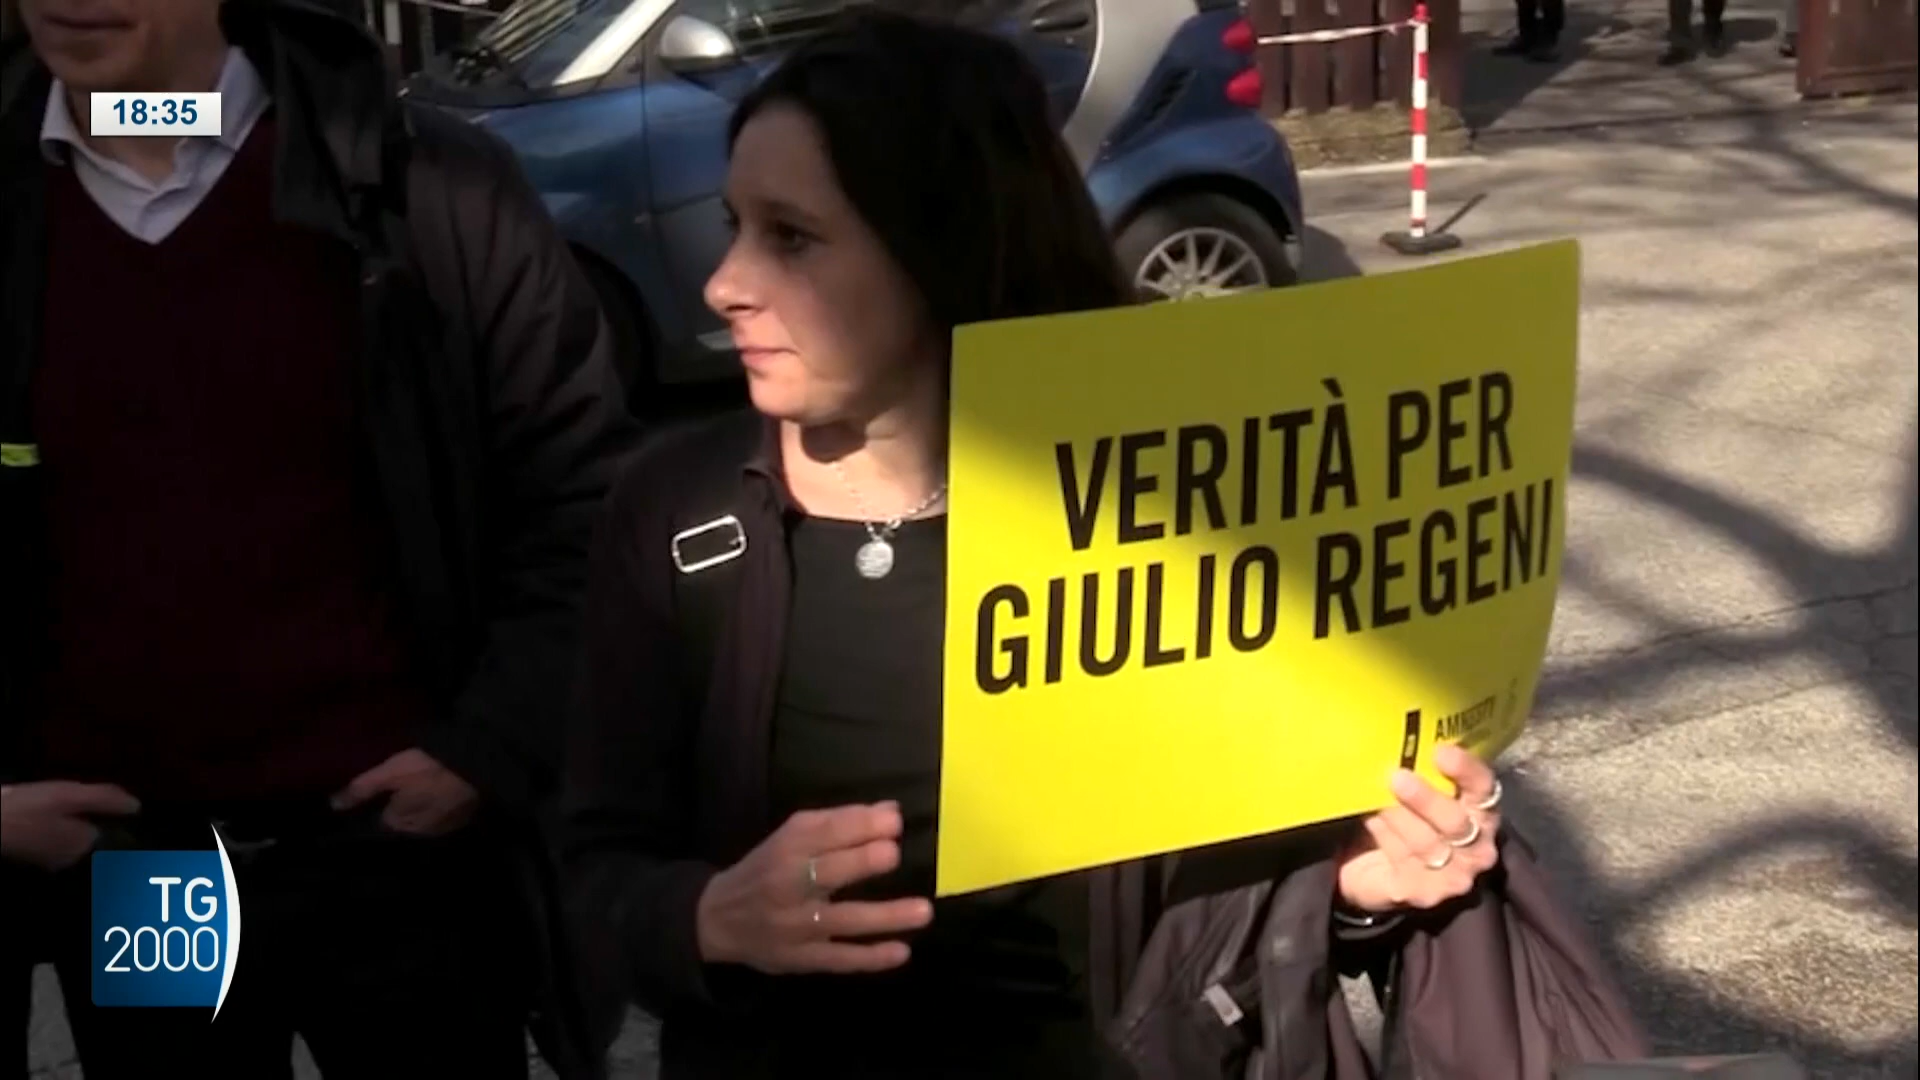 18:35
VERITÀ PER
GIULIO REGENI
AMNESTY
TG
2000